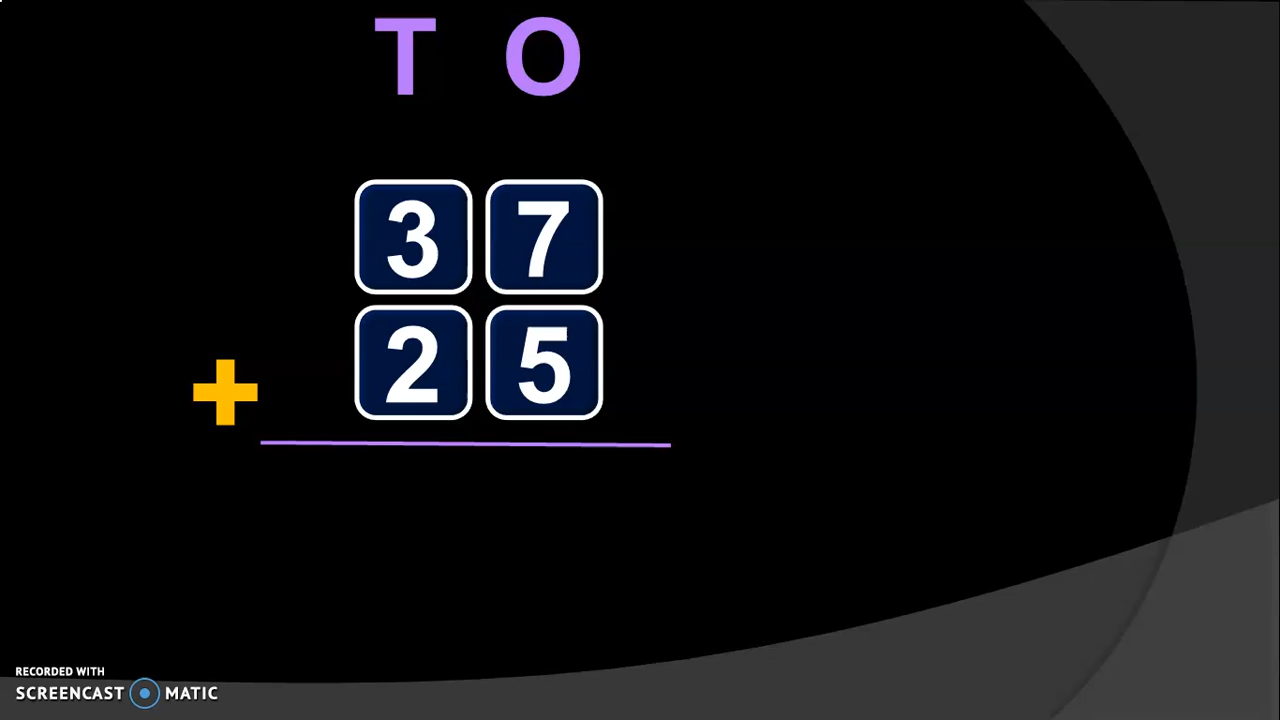 T O
3 7
+ 2 5
RECORDED WITH
SCREENCAST MATIC